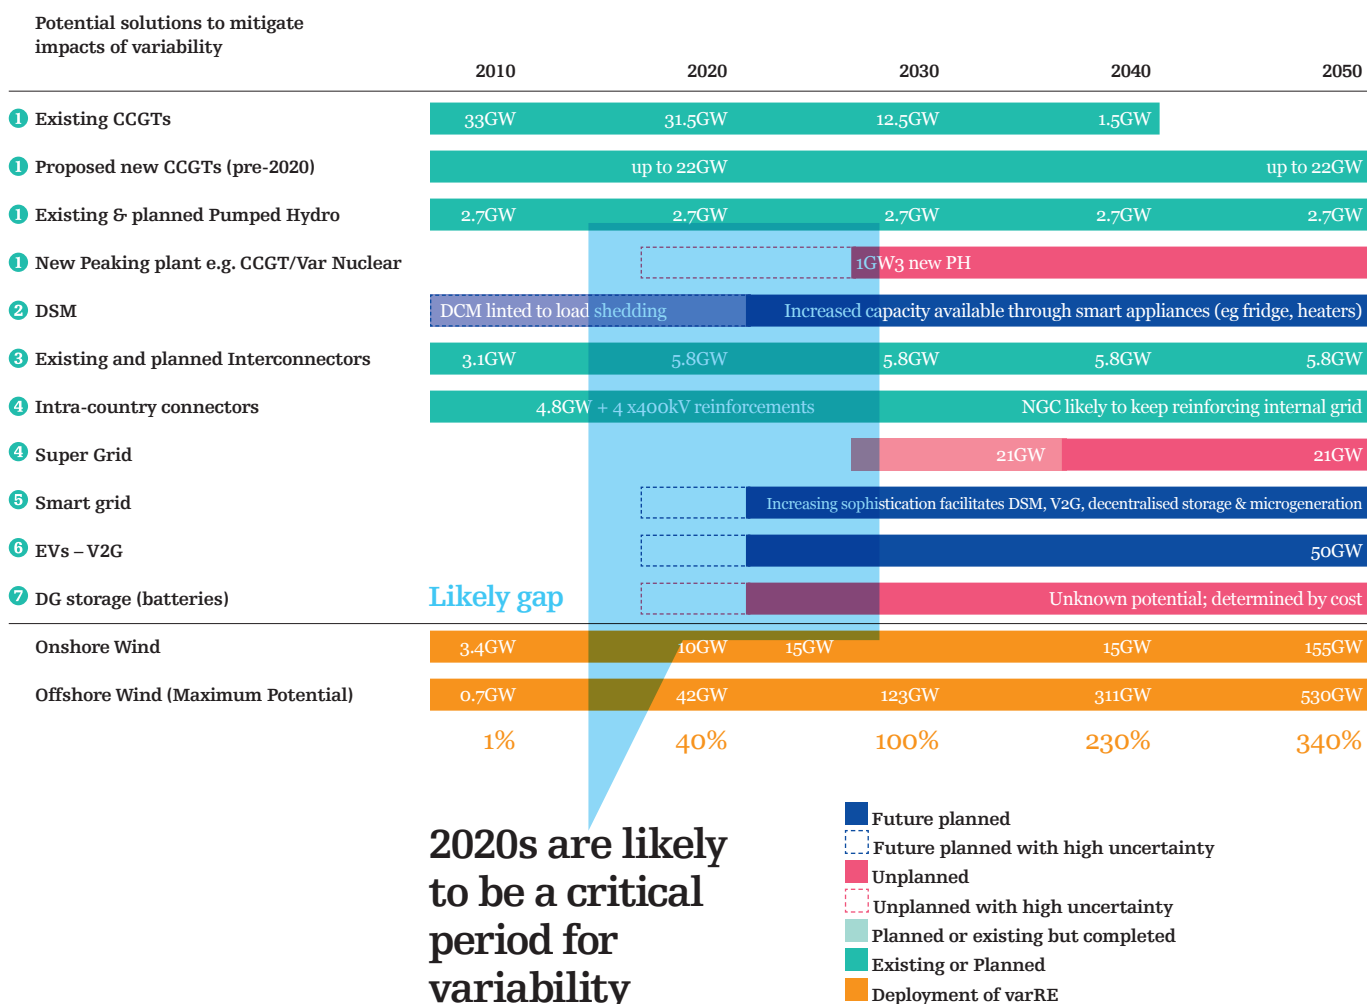 Potential solutions to mitigate
impacts of variability
2010 2020 2030 2040 2050
1 Existing CCGTs 33GW 31.5GW 12.5GW 1.5GW
1 Proposed new CCGTs (pre-2020) up to 22GW up to 22GW
1 Existing & planned Pumped Hydro 2.7GW 2.7GW 2.7GW 2.7GW 2.7GW
1 New Peaking plant e.g. CCGT/Var Nuclear 1GW3 new PH
2 DSM DCM linted to load shedding Increased capacity available through smart appliances (eg fridge, heaters)
3 Existing and planned Interconnectors 3.1GW 5.8GW 5.8GW 5.8GW 5.8GW
4 Intra-country connectors 4.8GW + 4 x400kV reinforcements NGC likely to keep reinforcing internal grid
4 Super Grid 21GW 21GW
5 Smart grid Increasing sophistication facilitates DSM, V2G, decentralised storage & microgeneration
6 EVs – V2G 50GW
7 DG storage (batteries) Likely gap Unknown potential; determined by cost
Onshore Wind 3.4GW 10GW 15GW 15GW 155GW
Offshore Wind (Maximum Potential) 0.7GW 42GW 123GW 311GW 530GW
1% 40% 100% 230% 340%
2020s are likely
to be a critical
period for
variability
Future planned
Future planned with high uncertainty
Unplanned
Unplanned with high uncertainty
Planned or existing but completed
Existing or Planned
Deployment of varRE